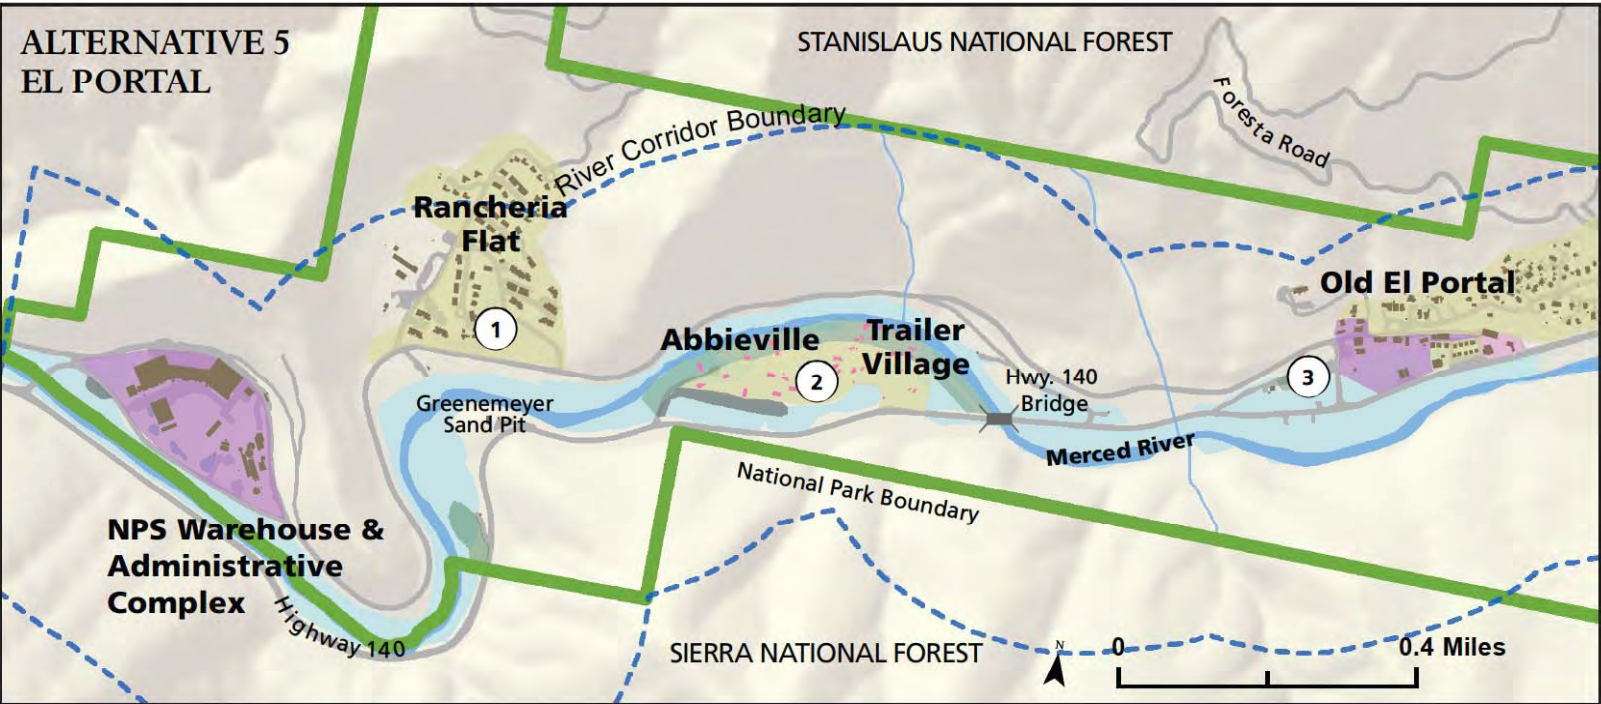 ALTERNATIVE 5
EL PORTAL
STANISLAUS NATIONAL FOREST
Foresta Road
River Corridor Boundary
Rancheria
Flat
Old El Portal
1
Abbieville
Trailer
Village
2
3
Hwy. 140
Bridge
Greenemeyer
Sand Pit
Merced River
National Park Boundary
NPS Warehouse &
Administrative
Complex
Highway 140
SIERRA NATIONAL FOREST
N
0
0.4 Miles